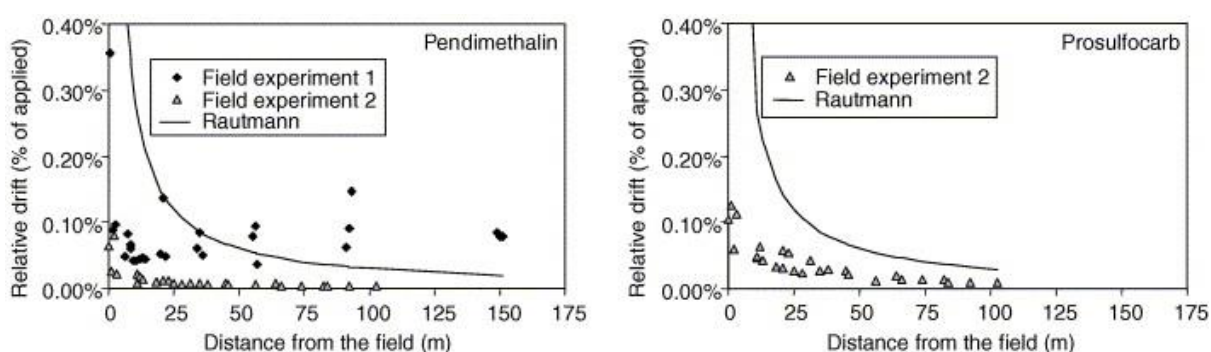 0.40%
0.30%
0.20%
0.10%
0.00%
Relative drift (% of applied)
Pendimethalin
Field experiment 1
Field experiment 2
Rautmann
0 25 50 75 100 125 150 175
Distance from the field (m)
0.40%
0.30%
0.20%
0.10%
0.00%
Relative drift (% of applied)
Prosulfocarb
Field experiment 2
Rautmann
0 25 50 75 100 125 150 175
Distance from the field (m)